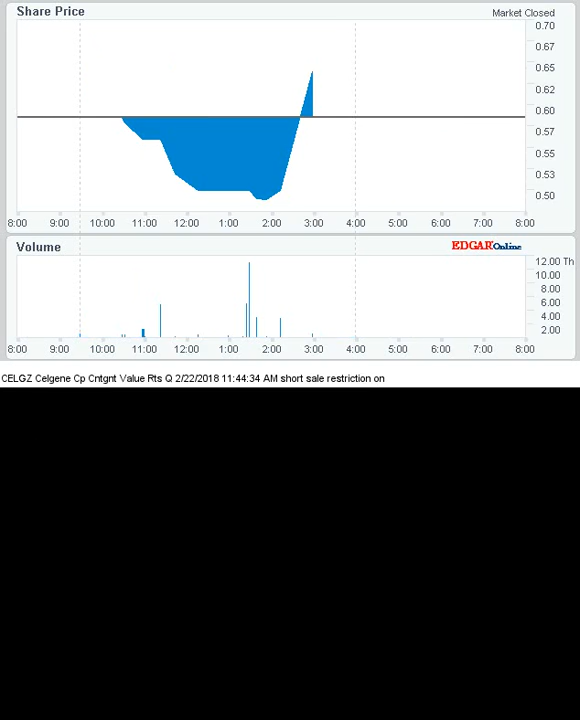 Share Price
Market Closed
0.70
0.67
0.65
0.62
0.60
0.57
0.55
0.53
0.50
8:00 9:00 10:00 11:00 12:00 1:00 2:00 3:00 4:00 5:00 6:00 7:00 8:00
Volume
EDGAR Online
12.00 Th
10.00
8.00
6.00
4.00
2.00
8:00 9:00 10:00 11:00 12:00 1:00 2:00 3:00 4:00 5:00 6:00 7:00 8:00
CELGZ Celgene Cp Cntgnt Value Rts Q 2/22/2018 11:44:34 AM short sale restriction on